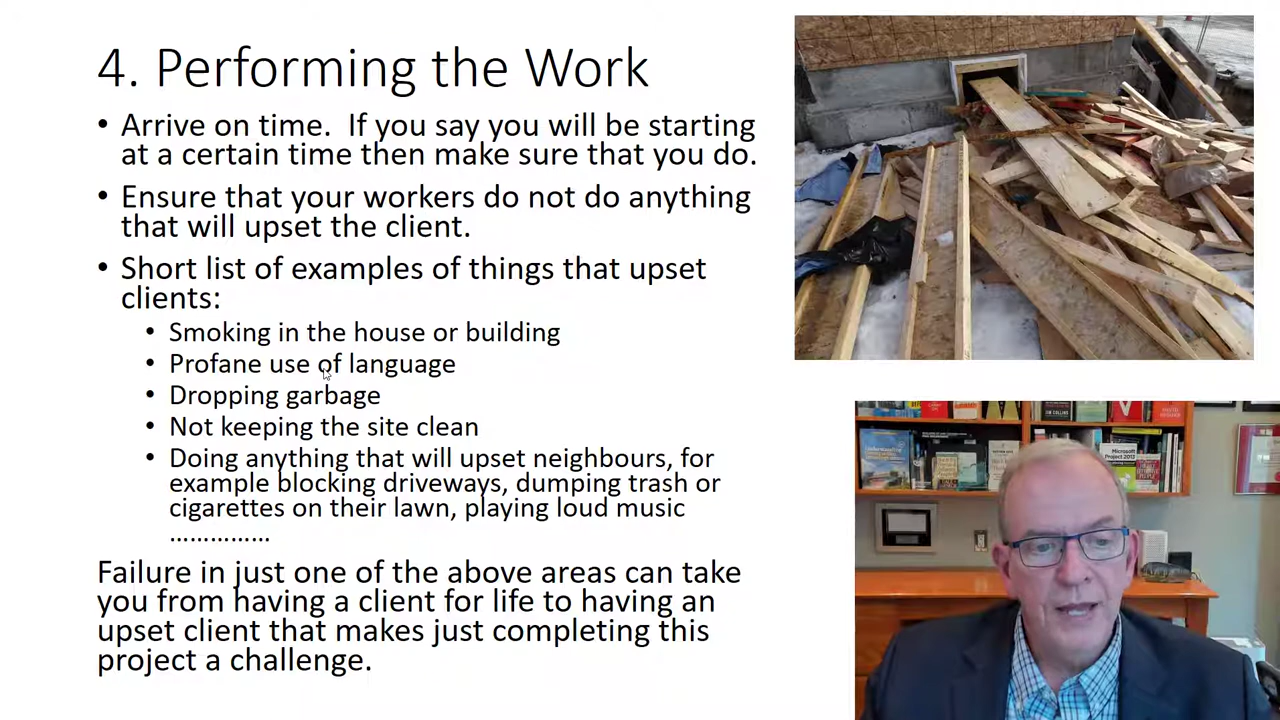 4. Performing the Work
• Arrive on time. If you say you will be starting
at a certain time then make sure that you do.
• Ensure that your workers do not do anything
that will upset the client.
• Short list of examples of things that upset
clients:
• Smoking in the house or building
• Profane use of language
• Dropping garbage
• Not keeping the site clean
• Doing anything that will upset neighbours, for
example blocking driveways, dumping trash or
cigarettes on their lawn, playing loud music
……………
Failure in just one of the above areas can take
you from having a client for life to having an
upset client that makes just completing this
project a challenge.
JIM COLLINS
Microsoft
Project 2012